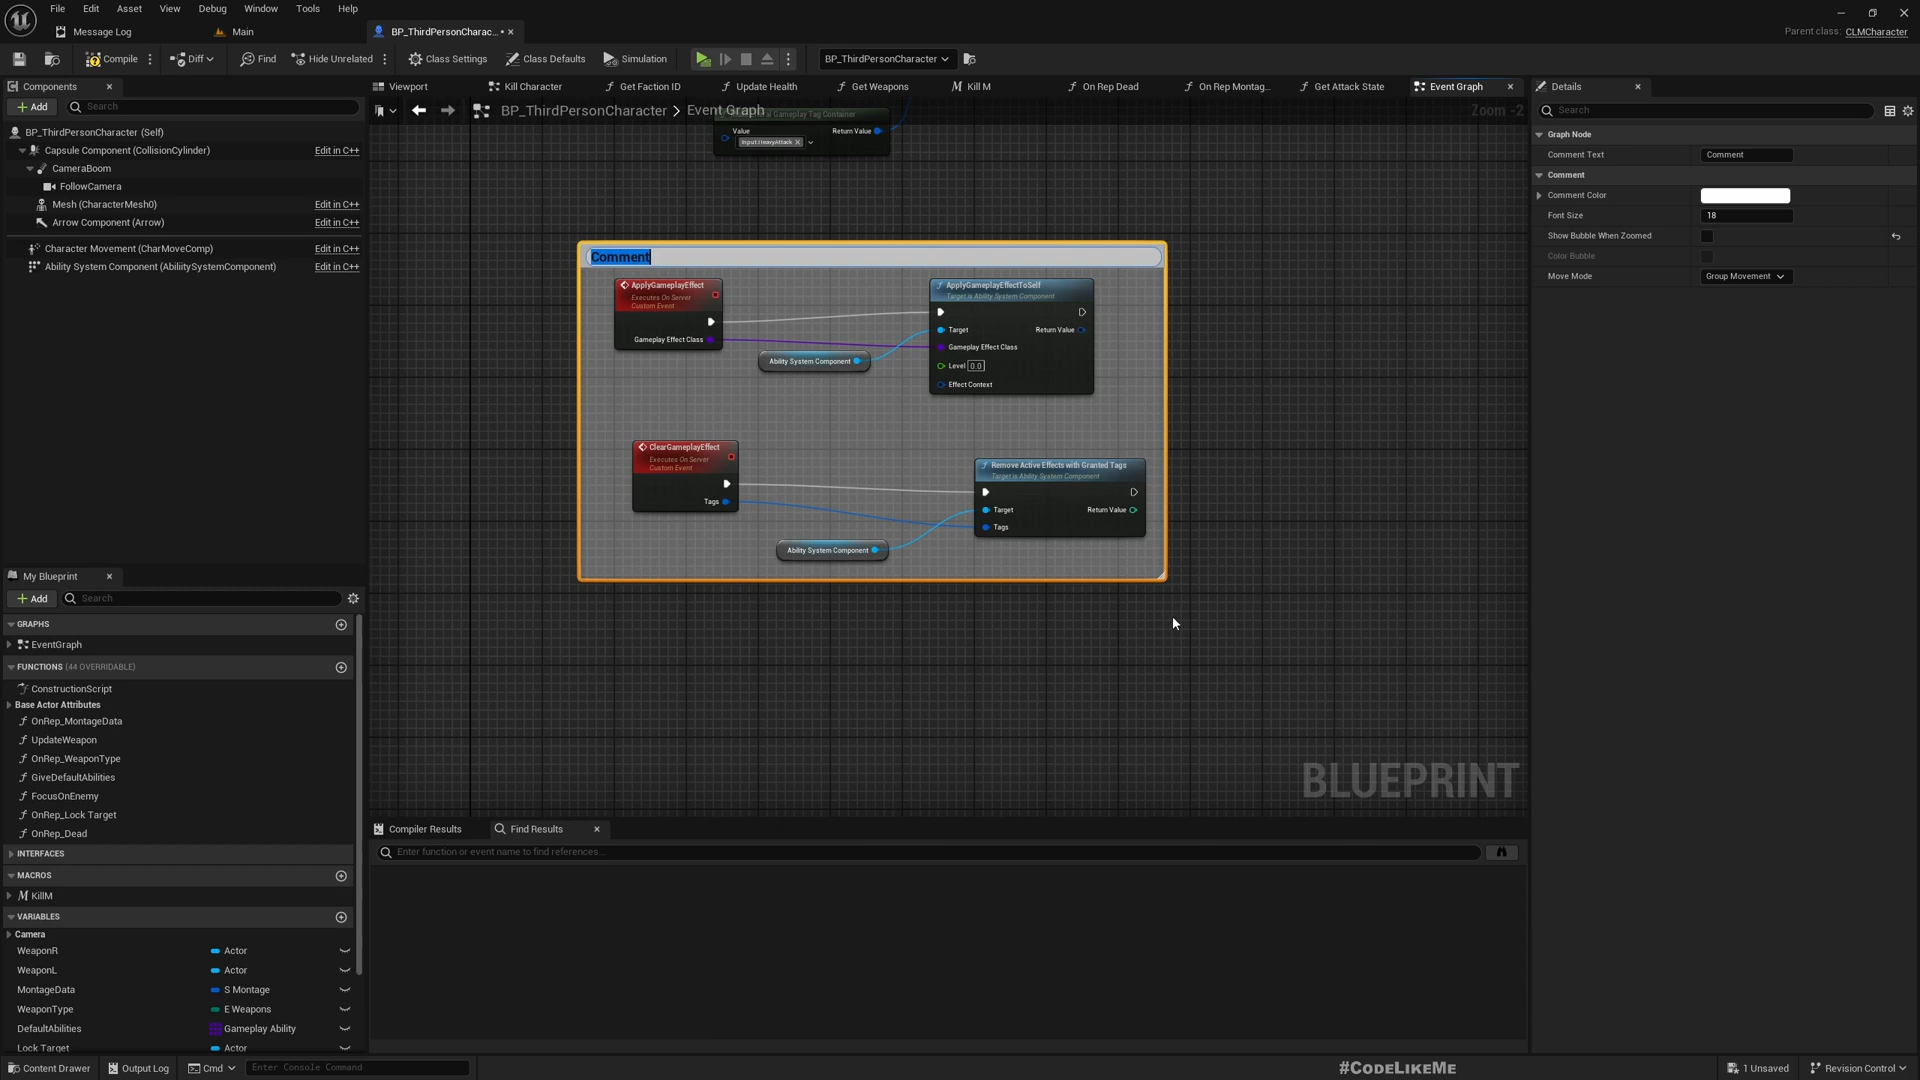 File Edit Asset View Debug Window Tools Help
Message Log Main BP_ThirdPersonCharac... •
Parent class: CLMCharacter
Compile Diff Find Hide Unrelated Class Settings Class Defaults Simulation BP_ThirdPersonCharacter
Components
Viewport Kill Character Get Faction ID Update Health Get Weapons Kill M On Rep Dead On Rep Montag... Get Attack State Event Graph
Details
Add Search
BP_ThirdPersonCharacter > Event Graph
Zoom -2
Search
BP_ThirdPersonCharacter (Self)
Capsule Component (CollisionCylinder) Edit in C++
CameraBoom
FollowCamera
Mesh (CharacterMesh0) Edit in C++
Arrow Component (Arrow) Edit in C++
Character Movement (CharMoveComp) Edit in C++
Ability System Component (AbilitySystemComponent) Edit in C++
Gameplay Tag Container
Value Return Value
Input.HeavyAttack
Comment
ApplyGameplayEffect
Executes On Server
Custom Event
Gameplay Effect Class
Ability System Component
ApplyGameplayEffectToSelf
Target is Ability System Component
Target Return Value
Gameplay Effect Class
Level 0.0
Effect Context
ClearGameplayEffect
Executes On Server
Custom Event
Tags
Ability System Component
Remove Active Effects with Granted Tags
Target is Ability System Component
Target Return Value
Tags
BLUEPRINT
Graph Node
Comment Text Comment
Comment
Comment Color
Font Size 18
Show Bubble When Zoomed
Color Bubble
Move Mode Group Movement
My Blueprint
Add Search
GRAPHS
EventGraph
FUNCTIONS (44 OVERRIDABLE)
ConstructionScript
Base Actor Attributes
OnRep_MontageData
UpdateWeapon
OnRep_WeaponType
GiveDefaultAbilities
FocusOnEnemy
OnRep_Lock Target
OnRep_Dead
INTERFACES
MACROS
KillM
VARIABLES
Camera
WeaponR Actor
WeaponL Actor
MontageData S Montage
WeaponType E Weapons
DefaultAbilities Gameplay Ability
Lock Target Actor
Compiler Results Find Results
Enter function or event name to find references...
Content Drawer Output Log Cmd Enter Console Command
#CODELIKEME
1 Unsaved Revision Control